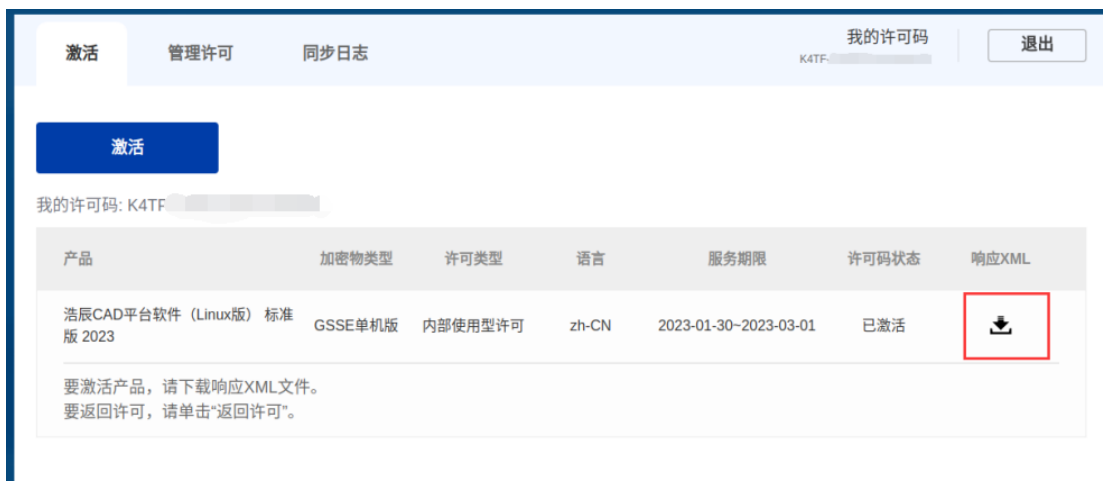 激活 管理许可 同步日志 我的许可码 退出
K4TF-
激活
我的许可码: K4TF
产品 加密物类型 许可类型 语言 服务期限 许可码状态 响应XML
浩辰CAD平台软件（Linux版） 标准
版 2023
GSSE单机版 内部使用型许可 zh-CN 2023-01-30~2023-03-01 已激活
要激活产品，请下载响应XML文件。
要返回许可，请单击“返回许可”。